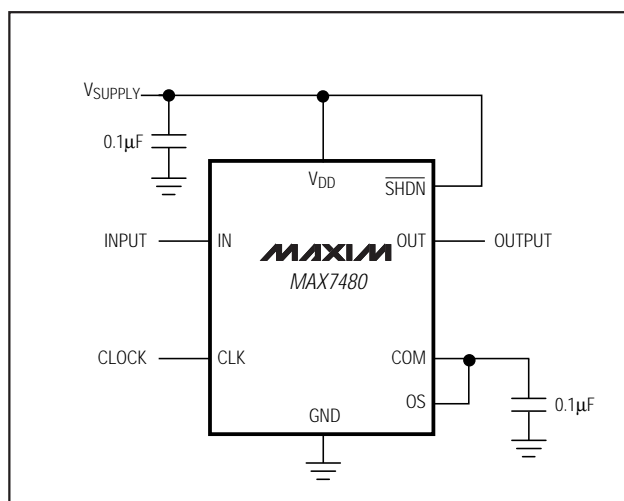 VSUPPLY
0.1μF
VDD
SHDN
INPUT
IN
MAXIM
OUT
OUTPUT
MAX7480
CLOCK
CLK
COM
OS
0.1μF
GND